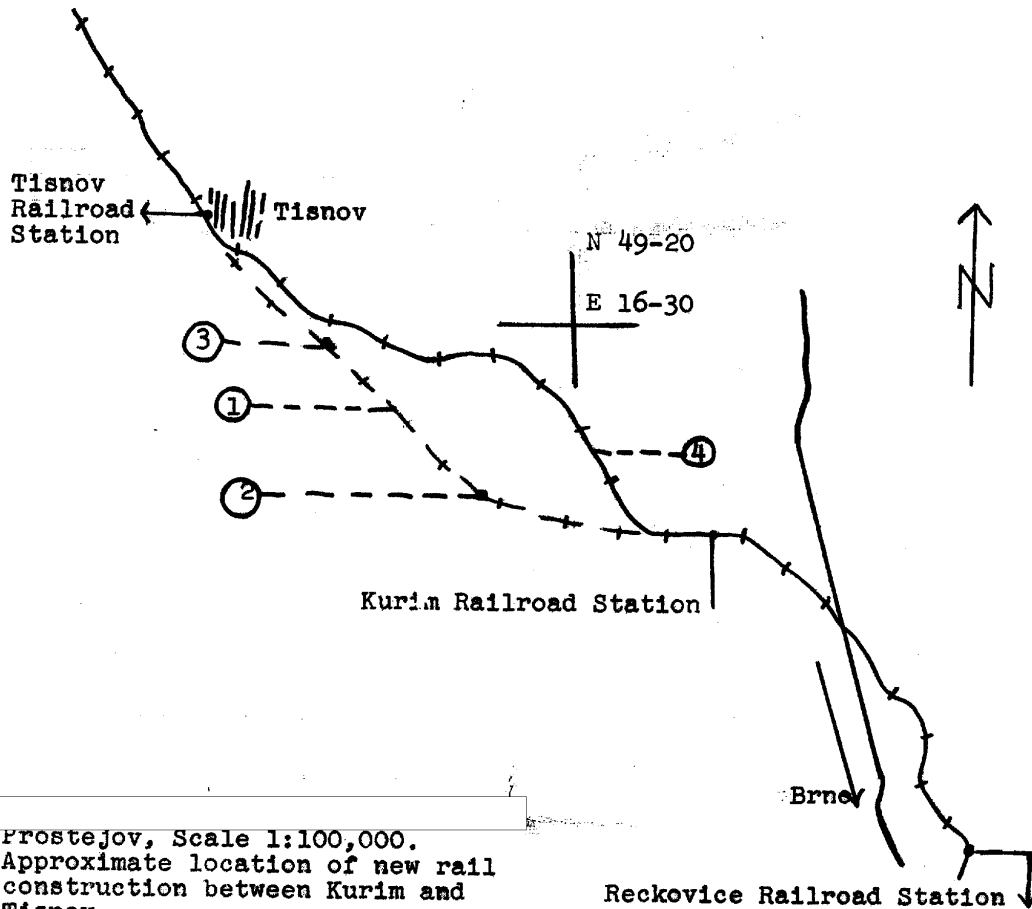 Tisnov
Railroad
Station
Tisnov
N 49-20
E 16-30
N
3
1
4
2
Kurim Railroad Station
Brno
Prostejov, Scale 1:100,000.
Approximate location of new rail
construction between Kurim and
Tisnov
Reckovice Railroad Station